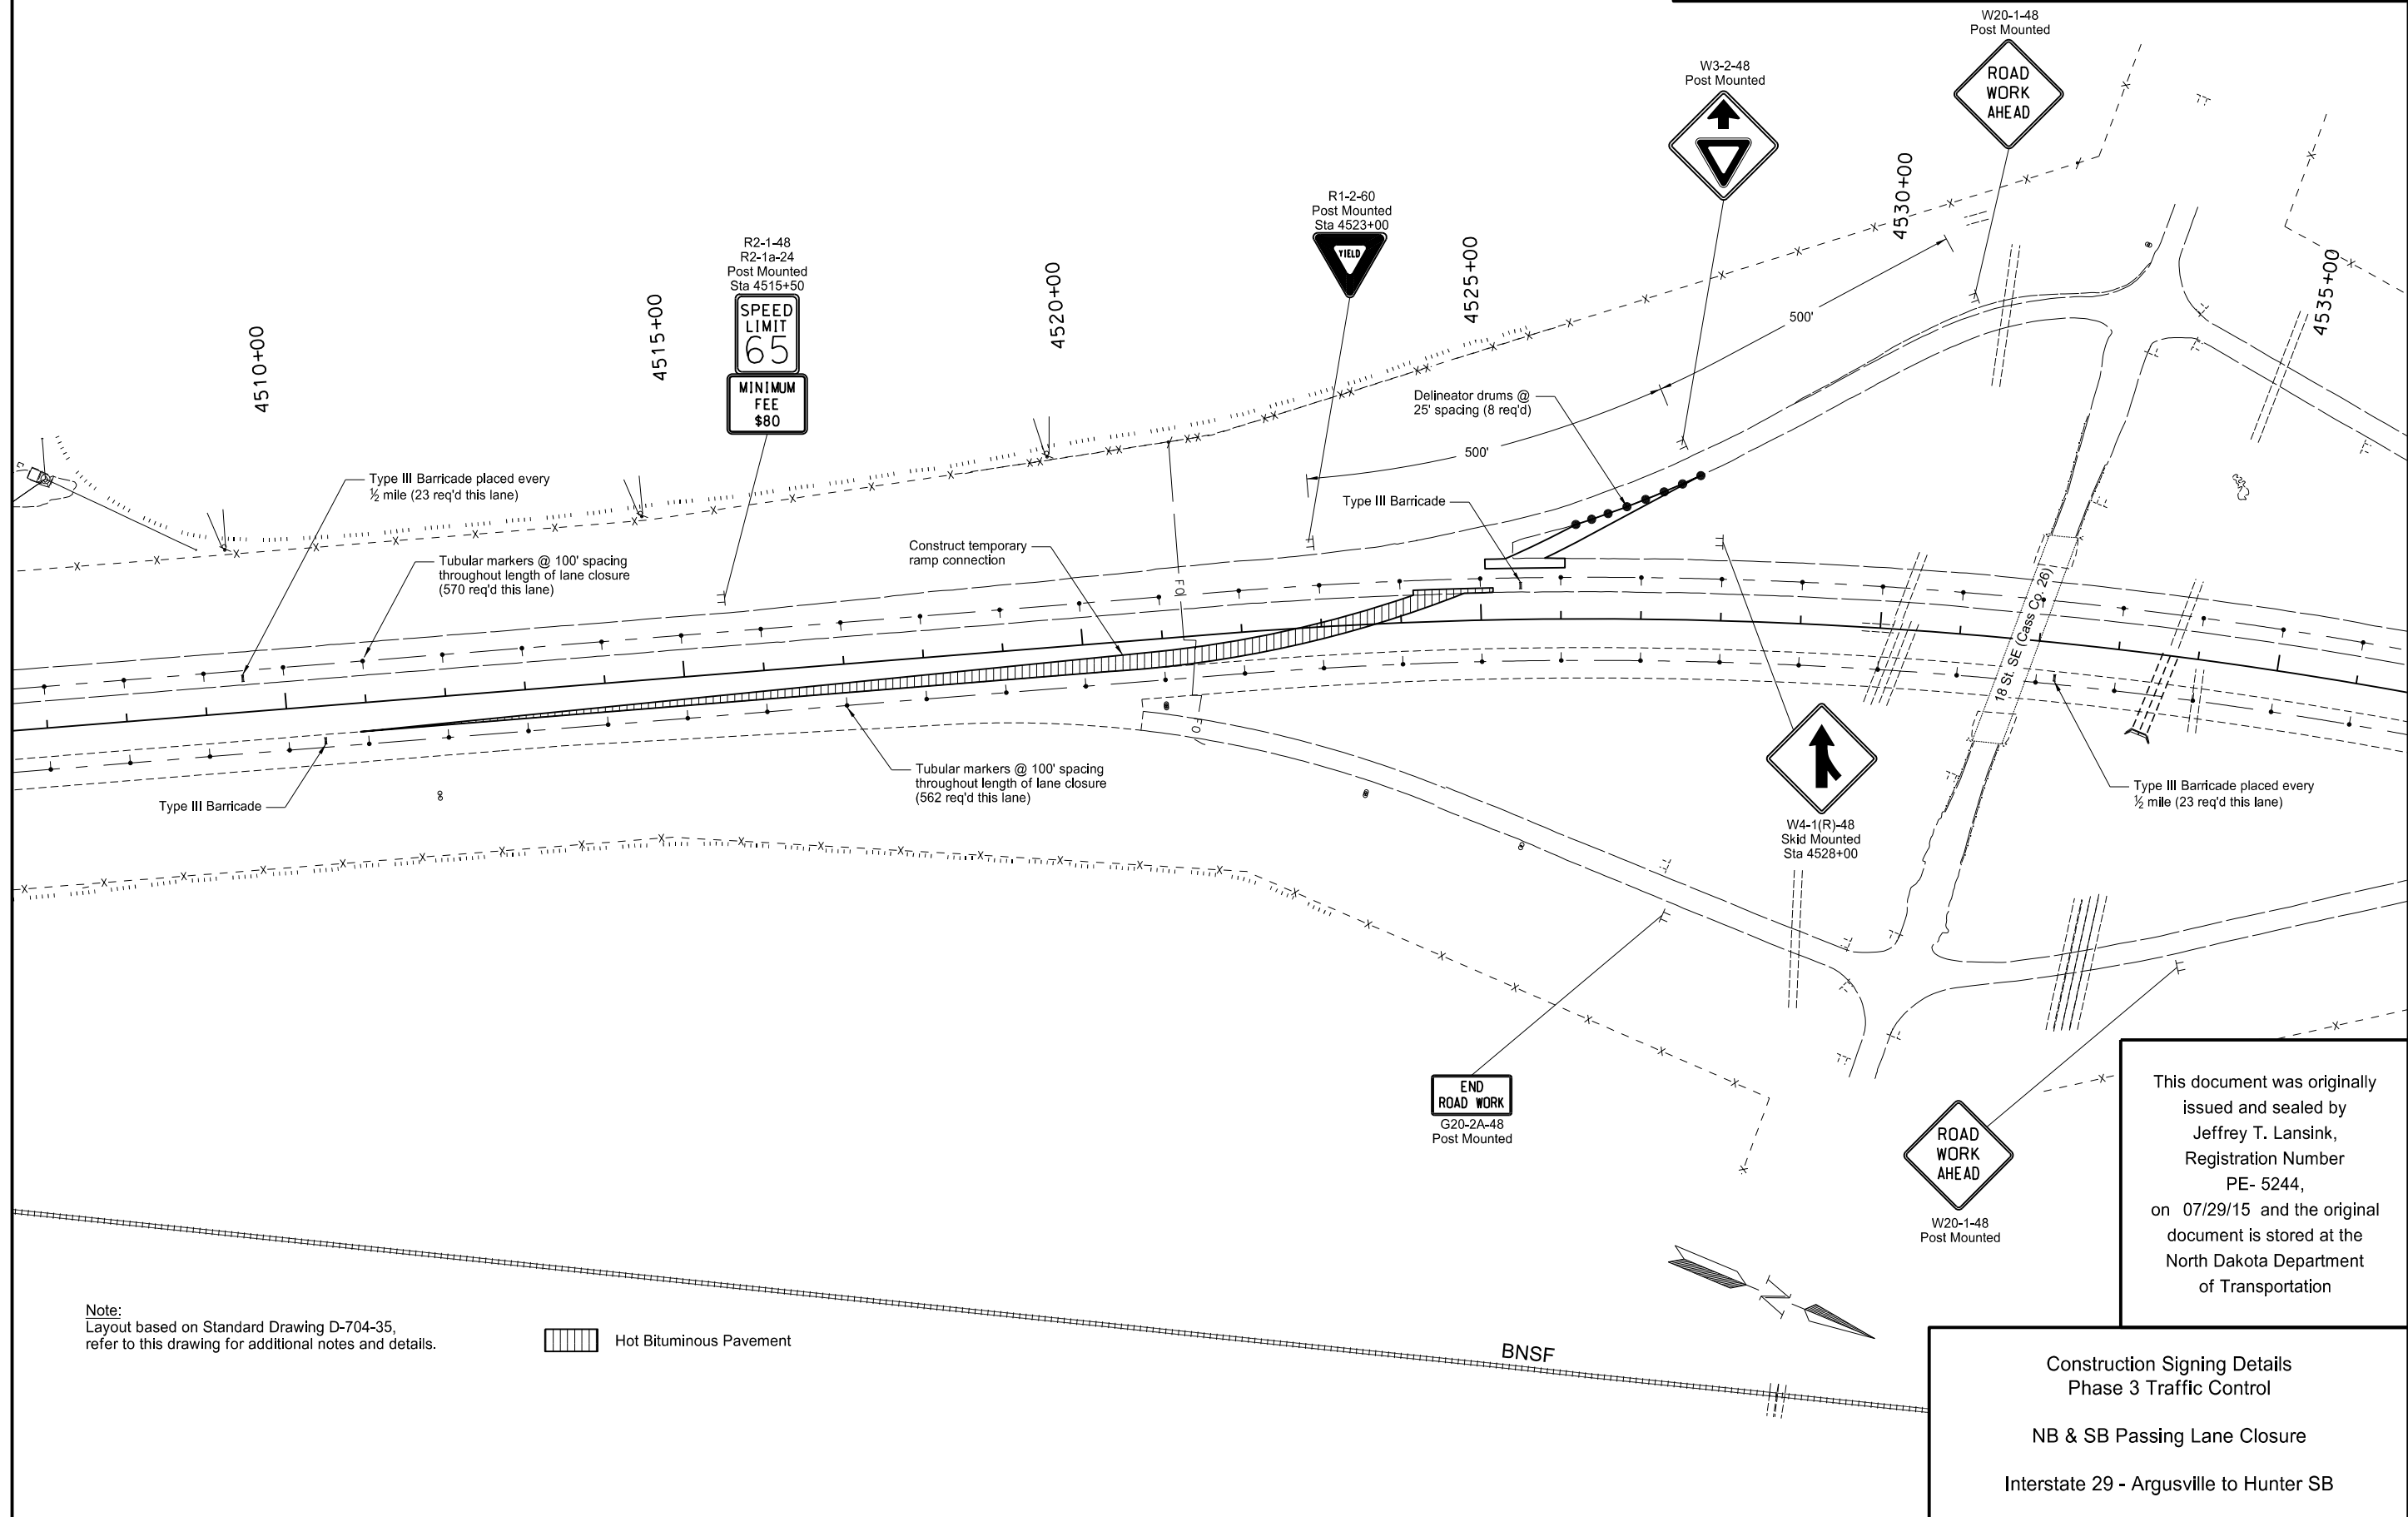 W20-1-48
Post Mounted
ROAD
WORK
AHEAD
W3-2-48
Post Mounted
R1-2-60
Post Mounted
Sta 4523+00
YIELD
R2-1-48
R2-1a-24
Post Mounted
Sta 4515+50
SPEED
LIMIT
65
MINIMUM
FEE
$80
4510+00
4515+00
4520+00
4525+00
4530+00
4535+00
500'
500'
Delineator drums @
25' spacing (8 req'd)
Type III Barricade
Type III Barricade placed every
½ mile (23 req'd this lane)
Tubular markers @ 100' spacing
throughout length of lane closure
(570 req'd this lane)
Construct temporary
ramp connection
FO
FO
18 St. SE (Cass Co. 26)
Type III Barricade
Tubular markers @ 100' spacing
throughout length of lane closure
(562 req'd this lane)
W4-1(R)-48
Skid Mounted
Sta 4528+00
Type III Barricade placed every
½ mile (23 req'd this lane)
END
ROAD WORK
G20-2A-48
Post Mounted
ROAD
WORK
AHEAD
W20-1-48
Post Mounted
This document was originally
issued and sealed by
Jeffrey T. Lansink,
Registration Number
PE- 5244,
on 07/29/15 and the original
document is stored at the
North Dakota Department
of Transportation
N
Note:
Layout based on Standard Drawing D-704-35,
refer to this drawing for additional notes and details.
Hot Bituminous Pavement
BNSF
Construction Signing Details
Phase 3 Traffic Control
NB & SB Passing Lane Closure
Interstate 29 - Argusville to Hunter SB